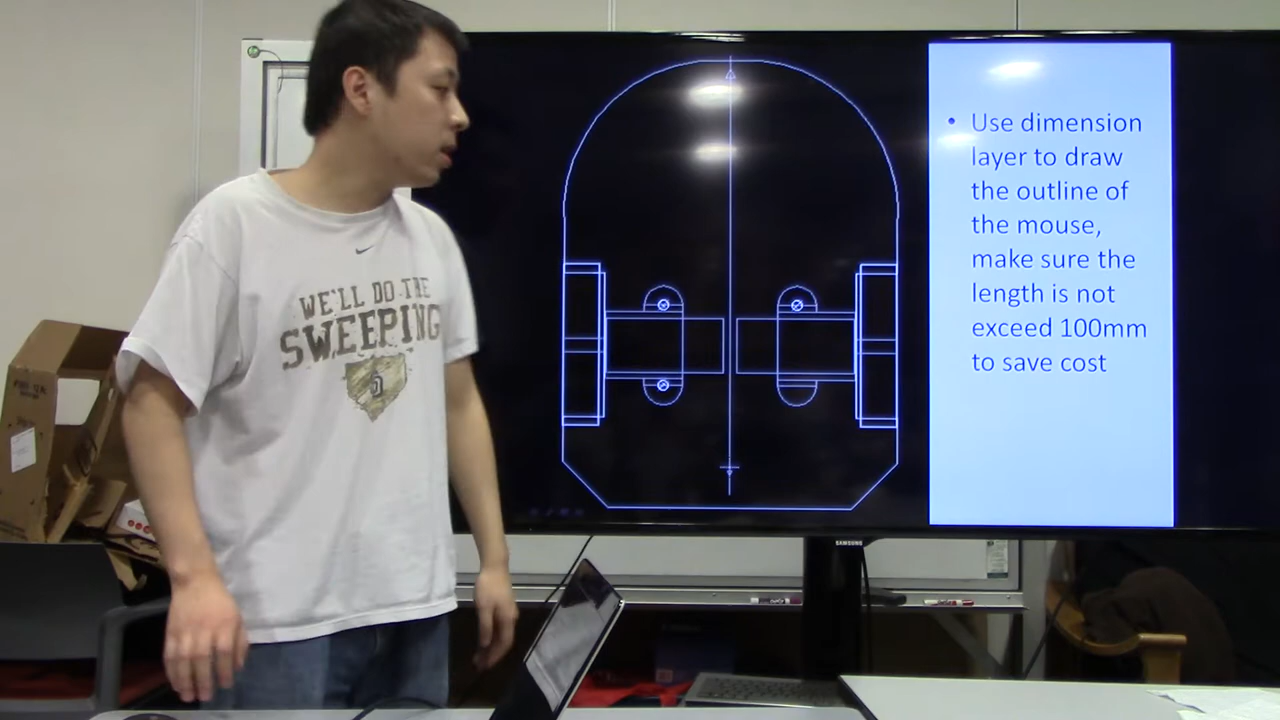 WE'LL DO THE
SWEEPING
• Use dimension
layer to draw
the outline of
the mouse,
make sure the
length is not
exceed 100mm
to save cost
SAMSUNG